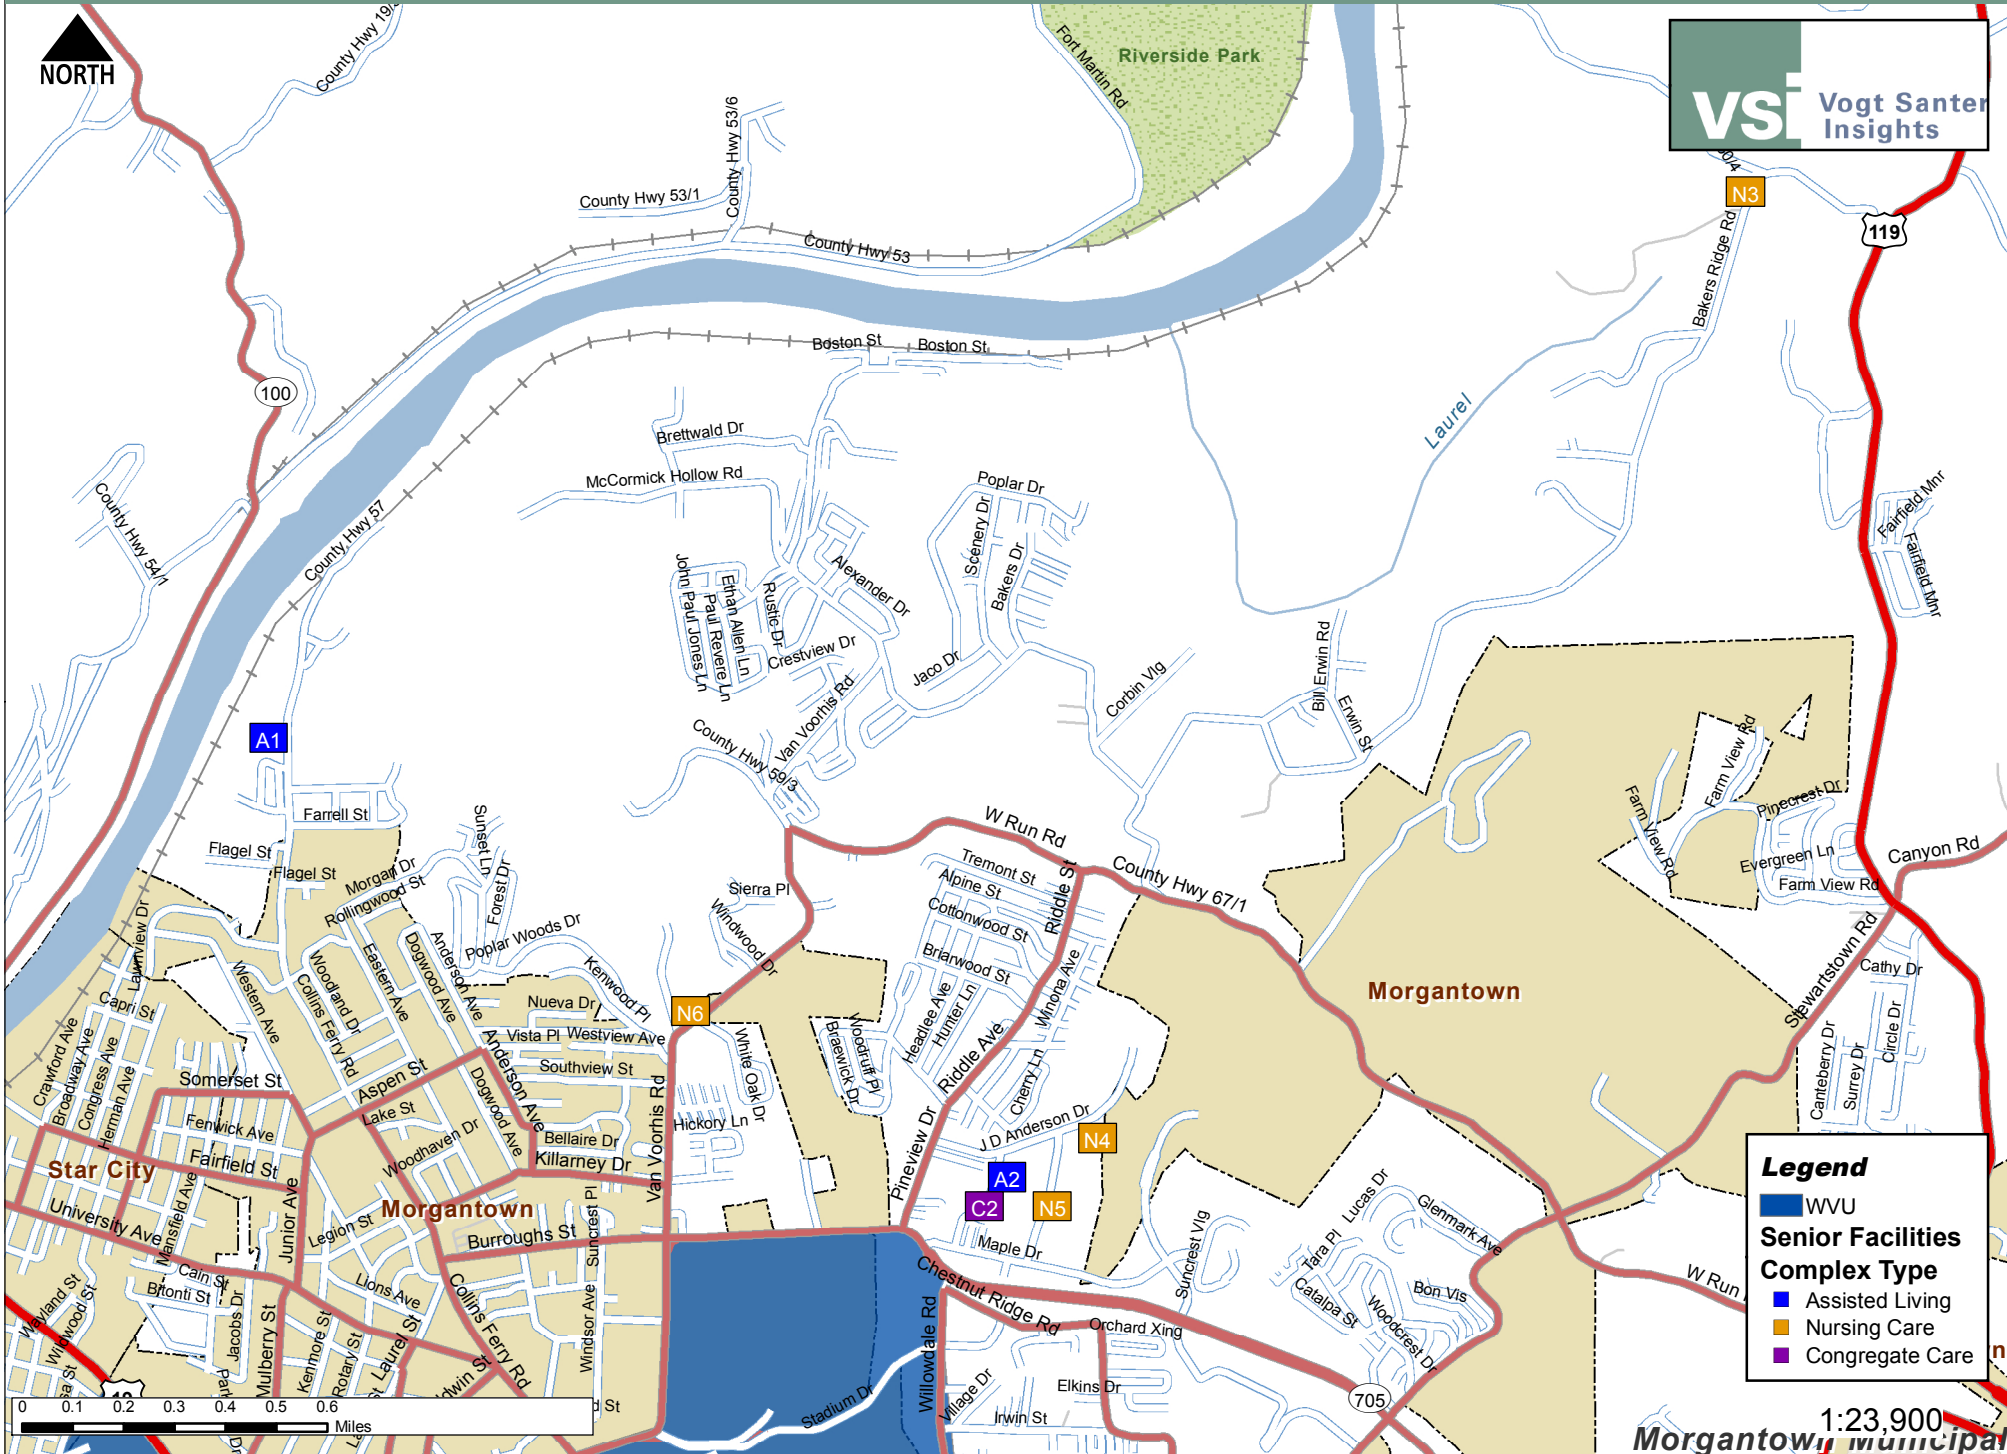 NORTH
County Hwy 19/
Fort Martin Rd
Riverside Park
vsi Vogt Santer
Insights
0/4
N3
119
County Hwy 53/6
County Hwy 53/1
County Hwy 53
Bakers Ridge Rd
Boston St
Boston St
100
Laurel
Brettwald Dr
McCormick Hollow Rd
Poplar Dr
Scenery Dr
Bakers Dr
County Hwy 54/1
County Hwy 57
Fairfield Mnr
Fairfield Mnr
John Paul Jones Ln
Paul Revere Ln
Ethan Allen Ln
Rustic Dr
Alexander Dr
Crestview Dr
Jaco Dr
Van Voorhis Rd
County Hwy 59/3
Corbin Vlg
Bill Erwin Rd
Erwin St
A1
Farm View Rd
Farm View Rd
Pinecrest Dr
Evergreen Ln
Farm View Rd
Canyon Rd
Farrell St
Flagel St
Flagel St
Sunset Ln
Forest Dr
Morgan Dr
Rollingwood St
W Run Rd
Tremont St
Alpine St
Cottonwood St
Briarwood St
Riddle St
County Hwy 67/1
Sierra Pl
Windwood Dr
Lawnview Dr
Poplar Woods Dr
Kenwood Pl
Anderson Ave
Dogwood Ave
Eastern Ave
Woodland Dr
Collins Ferry Rd
Western Ave
Capri St
Crawford Ave
Broadway Ave
Congress Ave
Herman Ave
Nueva Dr
Vista Pl
Westview Ave
Southview St
N6
White Oak Dr
Braewick Dr
Woodruff Pl
Headlee Ave
Hunter Ln
Riddle Ave
Winona Ave
Cherry Ln
Morgantown
Stewartstown Rd
Cathy Dr
Circle Dr
Surrey Dr
Canteberry Dr
Somerset St
Aspen St
Anderson Ave
Lake St
Dogwood Ave
Fenwick Ave
Fairfield St
Woodhaven Dr
Bellaire Dr
Killarney Dr
Van Voorhis Rd
Hickory Ln
Pineview Dr
J D Anderson Dr
N4
A2
C2
N5
Star City
University Ave
Mansfield Ave
Junior Ave
Morgantown
Legion St
Burroughs St
Suncrest Pl
Maple Dr
Suncrest Vlg
Lucas Dr
Tara Pl
Glenmark Ave
Catalpa St
Woodcrest Dr
Bon Vis
W Run
Cain St
Bitonti St
Jacobs Dr
Lions Ave
Wayland St
Wildwood St
Mulberry St
Kenmore St
Rotary St
Laurel St
Collins Ferry Rd
Windsor Ave
Chestnut Ridge Rd
Willowdale Rd
Orchard Xing
Elkins Dr
Village Dr
Irwin St
Stadium Dr
705
Legend
WVU
Senior Facilities
Complex Type
Assisted Living
Nursing Care
Congregate Care
0 0.1 0.2 0.3 0.4 0.5 0.6
Miles
1:23,900
Morgantown Municipal